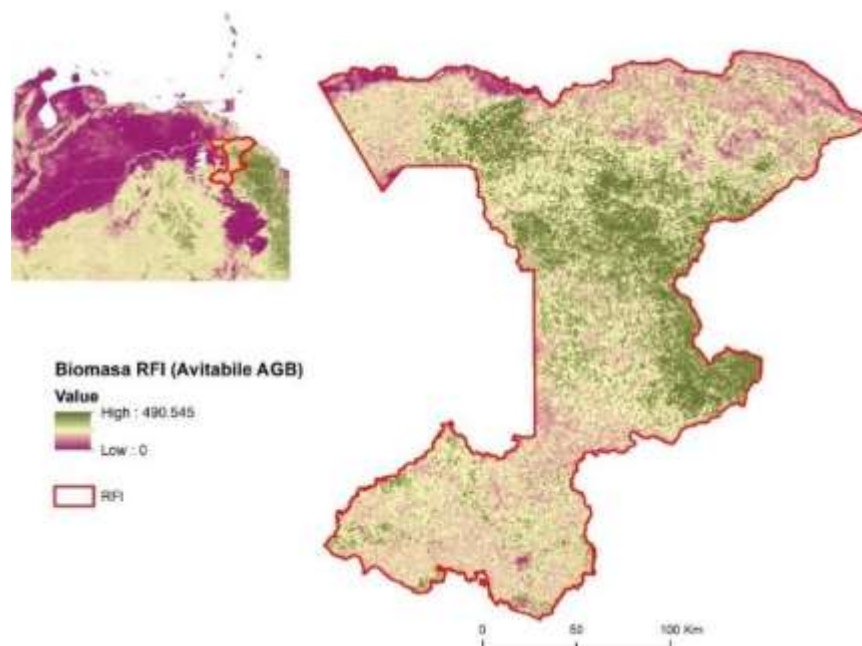 Biomasa RFI (Avitabile AGB)
Value
High : 490.545
Low : 0
RFI
0 50 100 Km